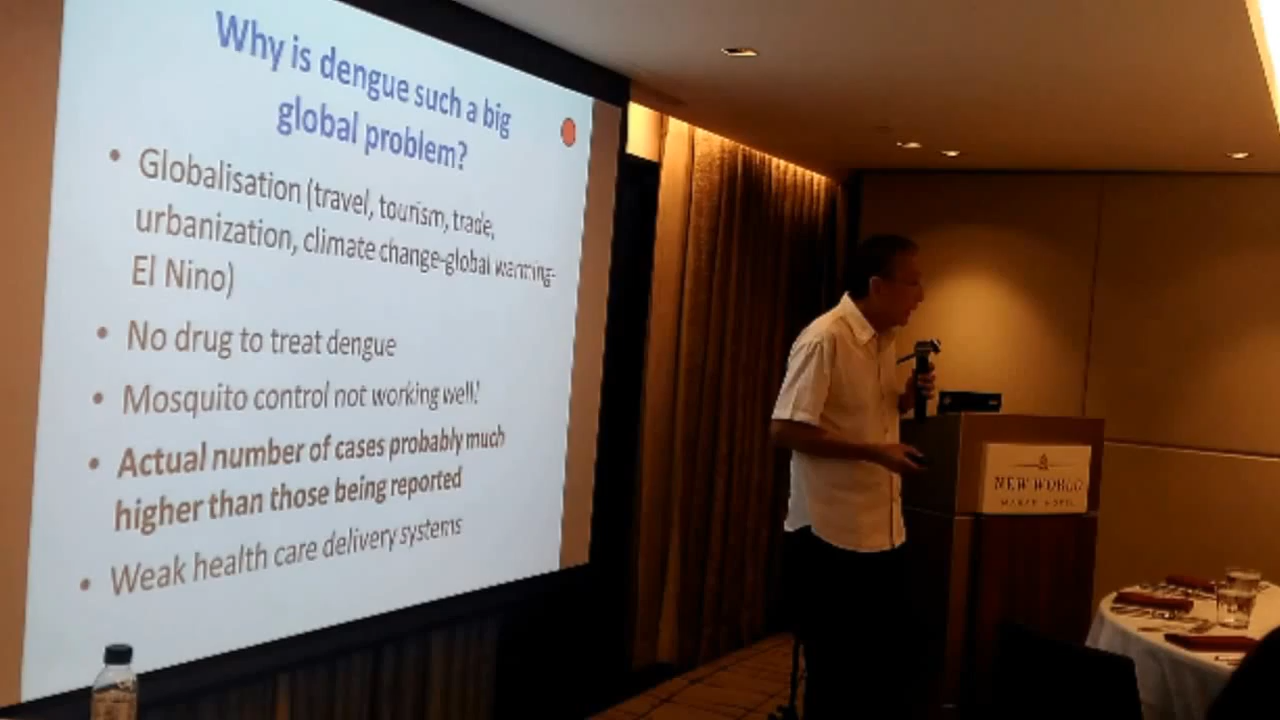 Why is dengue such a big
global problem?
• Globalisation (travel, tourism, trade,
urbanization, climate change-global warming-
El Nino)
• No drug to treat dengue
• Mosquito control not working well!
• Actual number of cases probably much
higher than those being reported
• Weak health care delivery systems
NEW WORLD